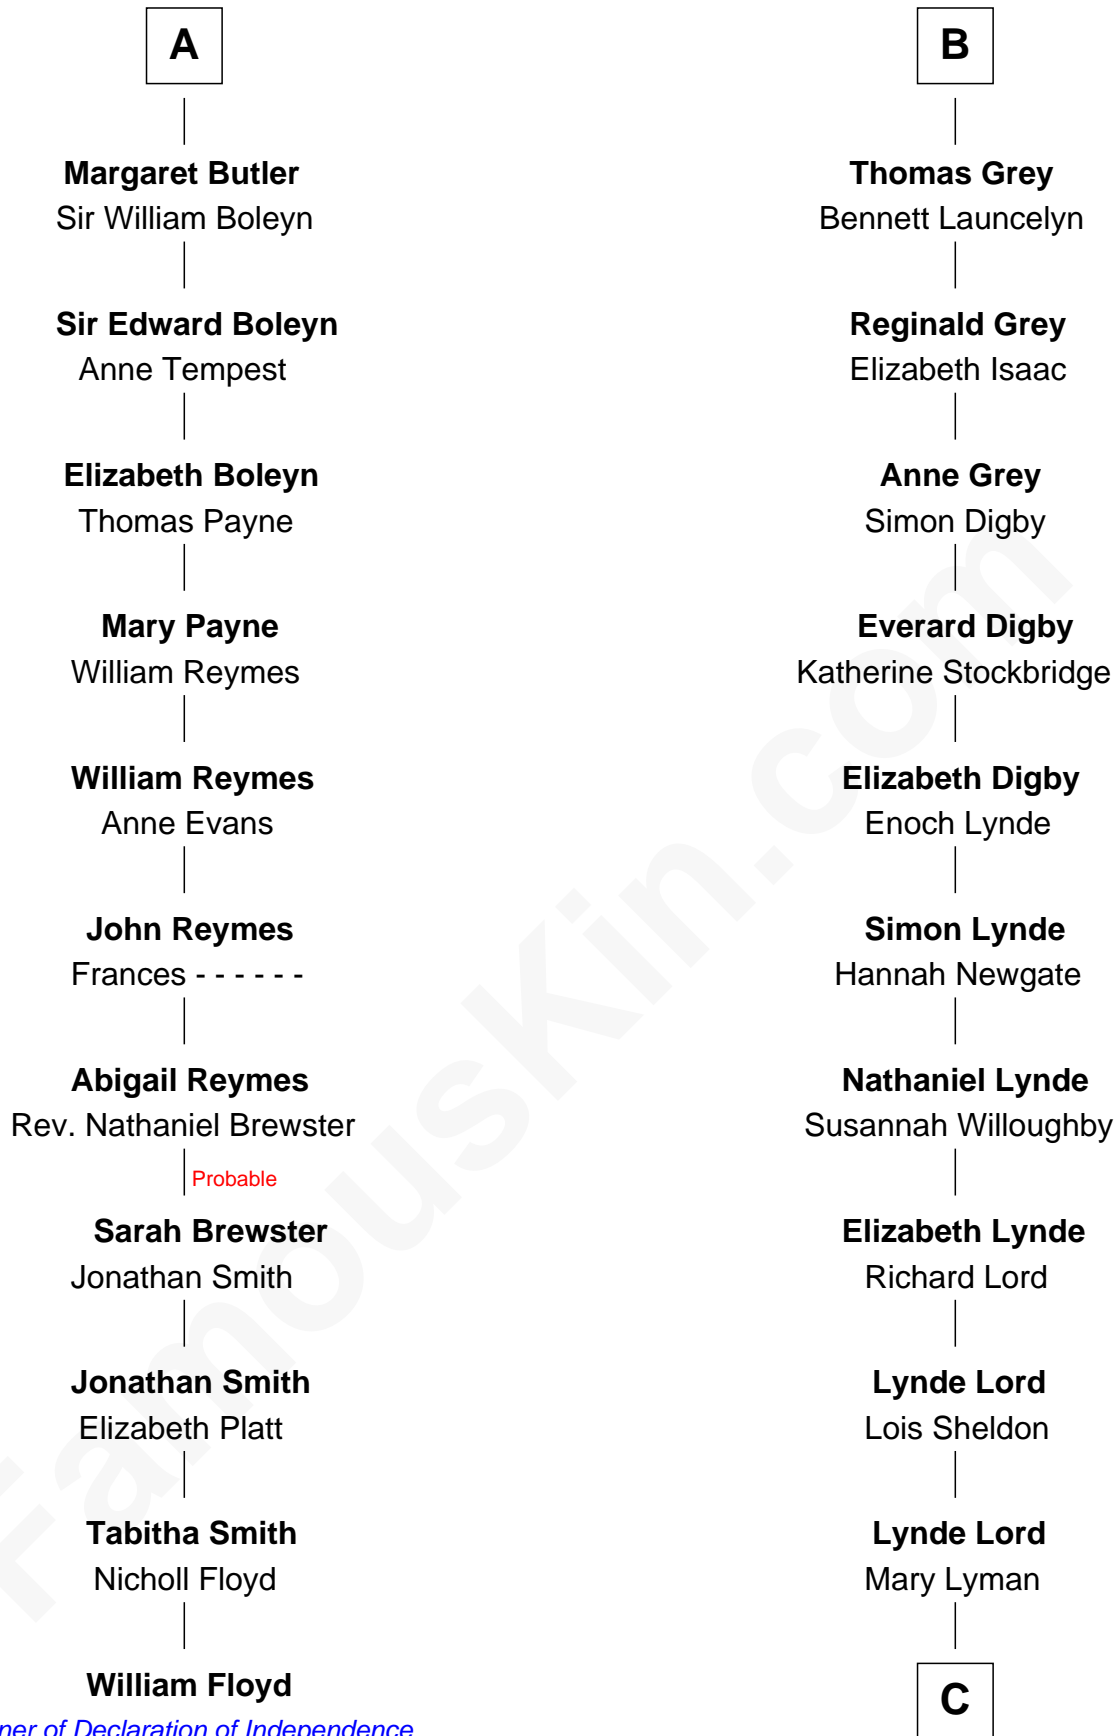 A
Margaret Butler
Sir William Boleyn
Sir Edward Boleyn
Anne Tempest
Elizabeth Boleyn
Thomas Payne
Mary Payne
William Reymes
William Reymes
Anne Evans
John Reymes
Frances - - - - - -
Abigail Reymes
Rev. Nathaniel Brewster
Probable
Sarah Brewster
Jonathan Smith
Jonathan Smith
Elizabeth Platt
Tabitha Smith
Nicholl Floyd
William Floyd
ner of Declaration of Independence
B
Thomas Grey
Bennett Launcelyn
Reginald Grey
Elizabeth Isaac
Anne Grey
Simon Digby
Everard Digby
Katherine Stockbridge
Elizabeth Digby
Enoch Lynde
Simon Lynde
Hannah Newgate
Nathaniel Lynde
Susannah Willoughby
Elizabeth Lynde
Richard Lord
Lynde Lord
Lois Sheldon
Lynde Lord
Mary Lyman
C
FamousKin.com